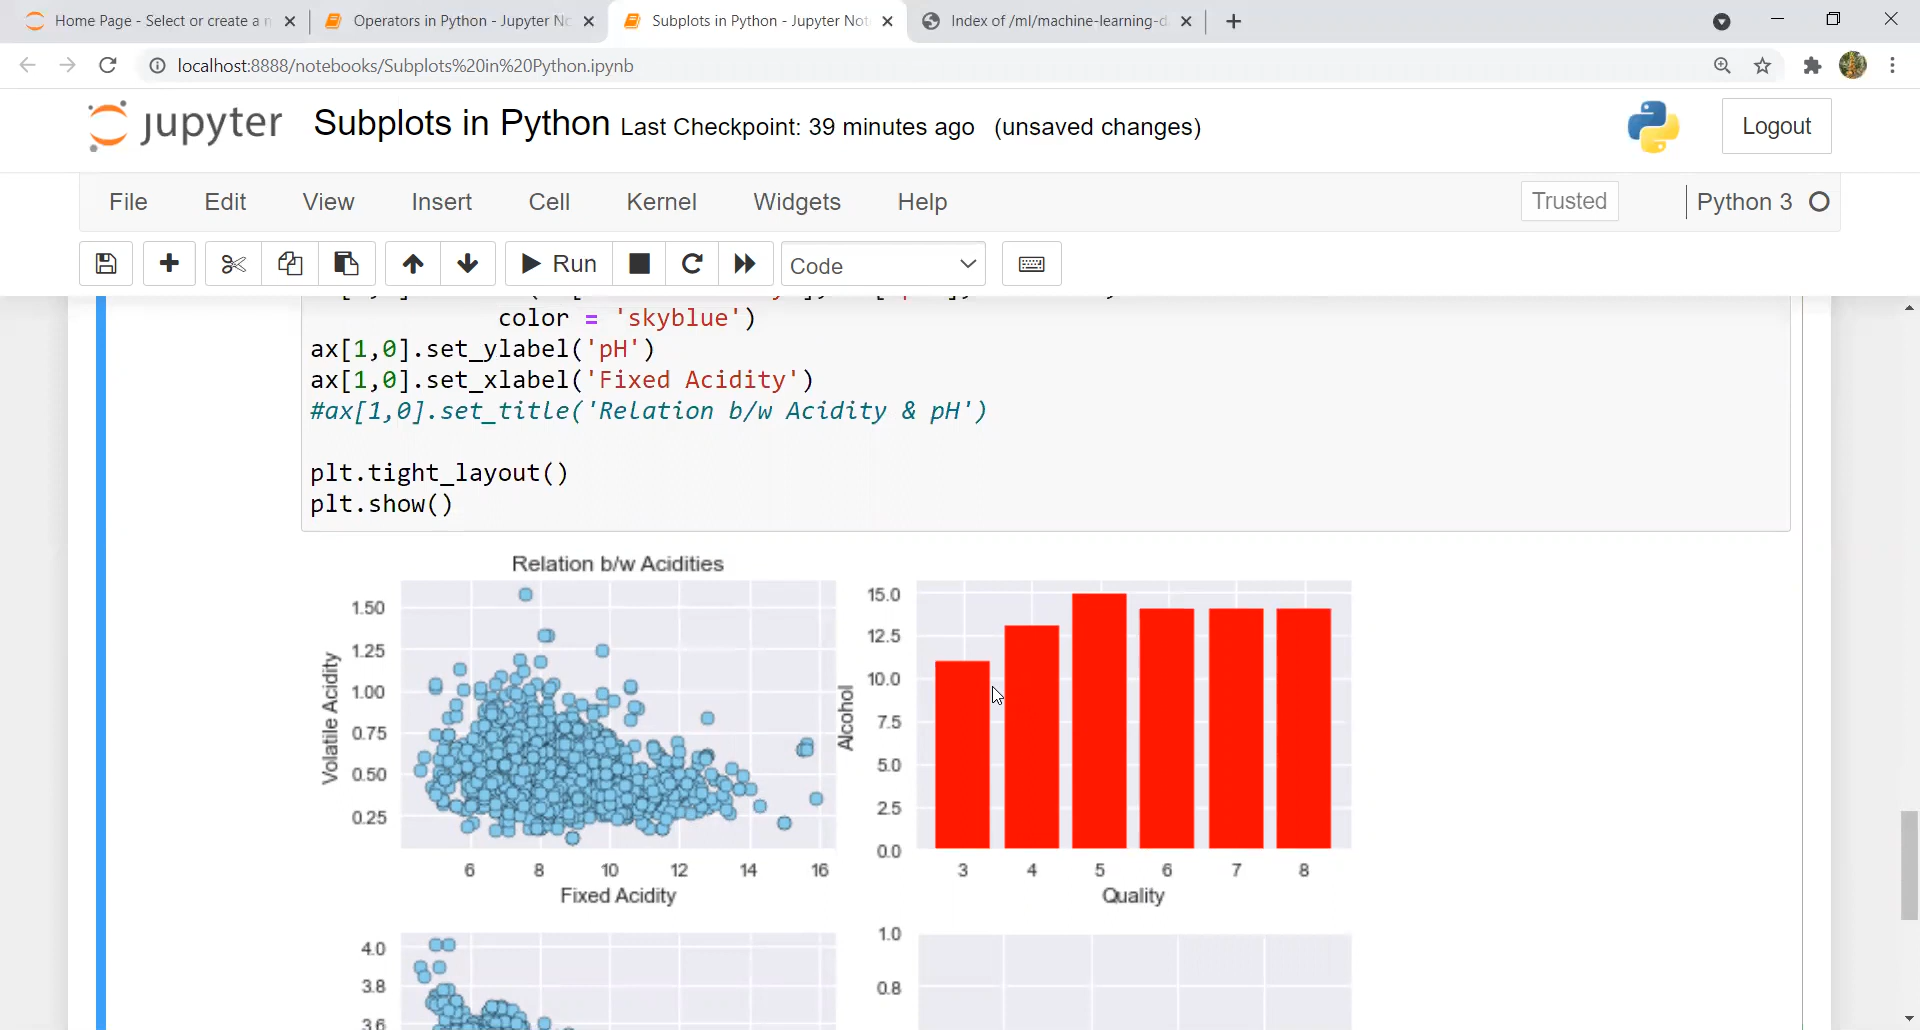 Home Page - Select or create a n
Operators in Python - Jupyter No
Subplots in Python - Jupyter Not
Index of /ml/machine-learning-d
localhost:8888/notebooks/Subplots%20in%20Python.ipynb
jupyter Subplots in Python Last Checkpoint: 39 minutes ago (unsaved changes)
Logout
File Edit View Insert Cell Kernel Widgets Help
Trusted
Python 3
Run
Code
color = 'skyblue')
ax[1,0].set_ylabel('pH')
ax[1,0].set_xlabel('Fixed Acidity')
#ax[1,0].set_title('Relation b/w Acidity & pH')
plt.tight_layout()
plt.show()
Relation b/w Acidities
1.50
1.25
1.00
0.75
0.50
0.25
Volatile Acidity
6 8 10 12 14 16
Fixed Acidity
15.0
12.5
10.0
7.5
5.0
2.5
0.0
Alcohol
3 4 5 6 7 8
Quality
4.0
3.8
3.6
1.0
0.8